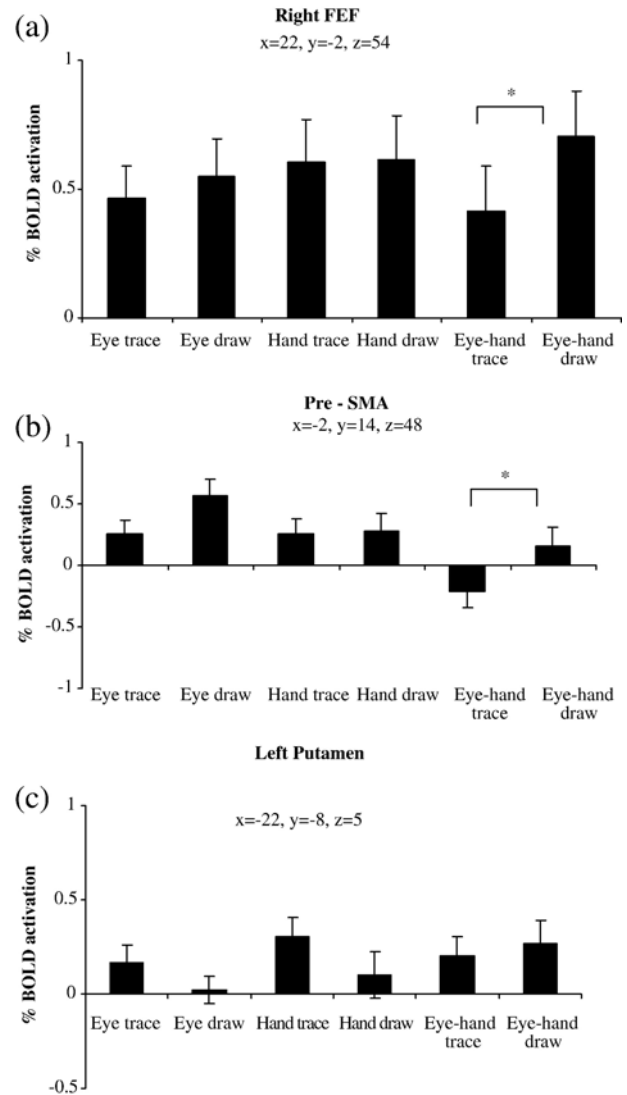 (a)
Right FEF
x=22, y=-2, z=54
% BOLD activation
1
0.5
0
*
Eye trace Eye draw Hand trace Hand draw Eye-hand trace Eye-hand draw
(b)
Pre - SMA
x=-2, y=14, z=48
% BOLD activation
1
0.5
0
-0.5
-1
*
Eye trace Eye draw Hand trace Hand draw Eye-hand trace Eye-hand draw
Left Putamen
(c)
x=-22, y=-8, z=5
% BOLD activation
1
0.5
0
-0.5
Eye trace Eye draw Hand trace Hand draw Eye-hand trace Eye-hand draw